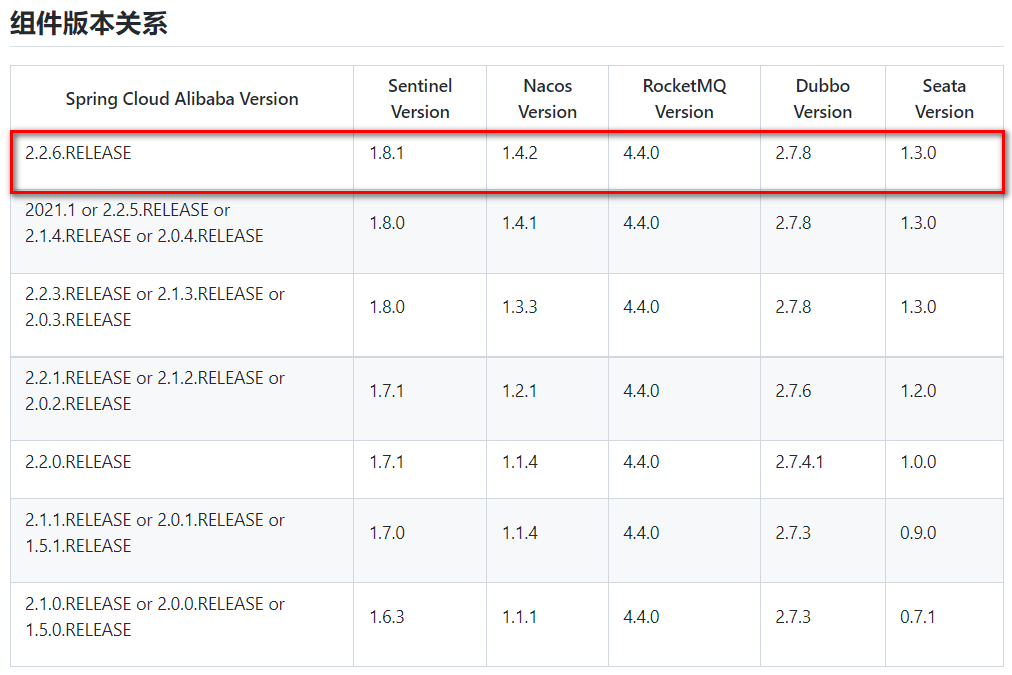 组件版本关系
Spring Cloud Alibaba Version
Sentinel
Version
Nacos
Version
RocketMQ
Version
Dubbo
Version
Seata
Version
2.2.6.RELEASE
1.8.1
1.4.2
4.4.0
2.7.8
1.3.0
2021.1 or 2.2.5.RELEASE or
2.1.4.RELEASE or 2.0.4.RELEASE
1.8.0
1.4.1
4.4.0
2.7.8
1.3.0
2.2.3.RELEASE or 2.1.3.RELEASE or
2.0.3.RELEASE
1.8.0
1.3.3
4.4.0
2.7.8
1.3.0
2.2.1.RELEASE or 2.1.2.RELEASE or
2.0.2.RELEASE
1.7.1
1.2.1
4.4.0
2.7.6
1.2.0
2.2.0.RELEASE
1.7.1
1.1.4
4.4.0
2.7.4.1
1.0.0
2.1.1.RELEASE or 2.0.1.RELEASE or
1.5.1.RELEASE
1.7.0
1.1.4
4.4.0
2.7.3
0.9.0
2.1.0.RELEASE or 2.0.0.RELEASE or
1.5.0.RELEASE
1.6.3
1.1.1
4.4.0
2.7.3
0.7.1